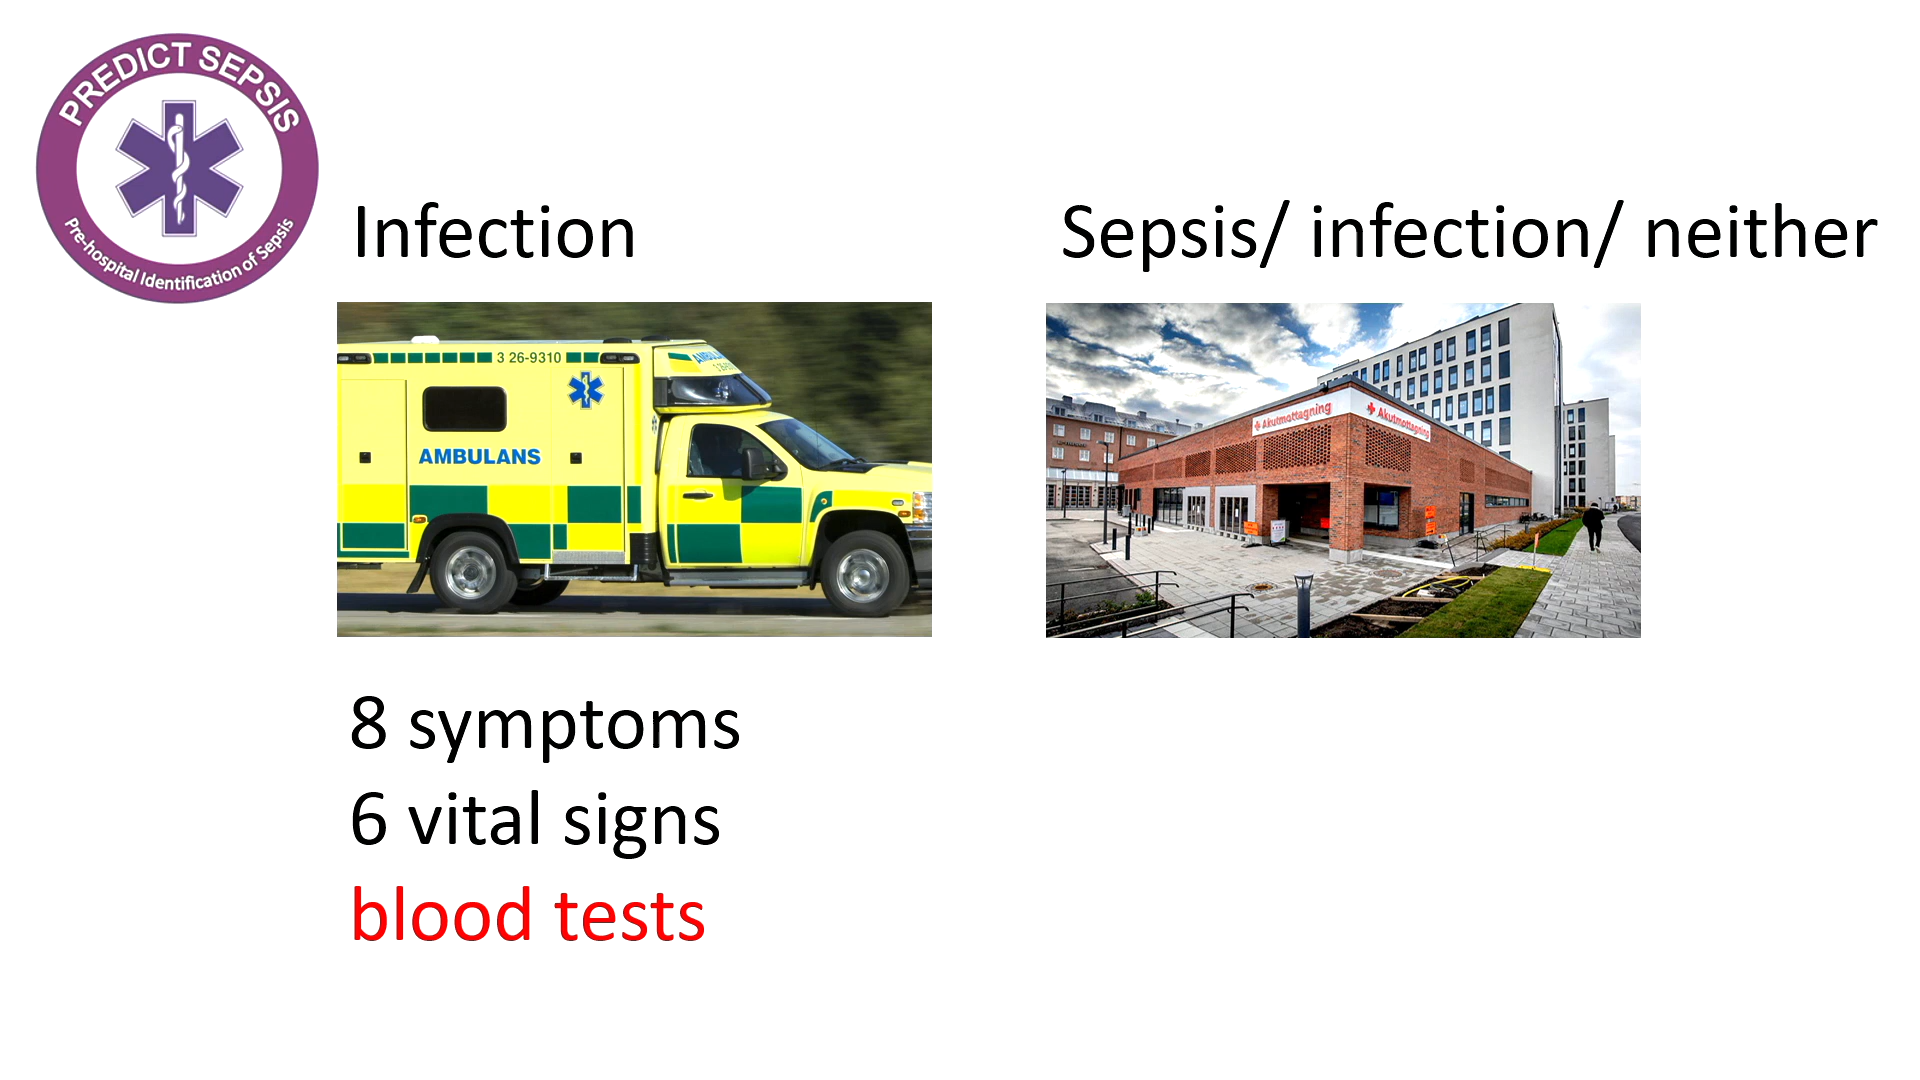 PREDICT SEPSIS
Pre-hospital Identification of Sepsis
Infection
Sepsis/ infection/ neither
3 26-9310
AMBULANS
Akutmottagning
Akutmottagning
8 symptoms
6 vital signs
blood tests